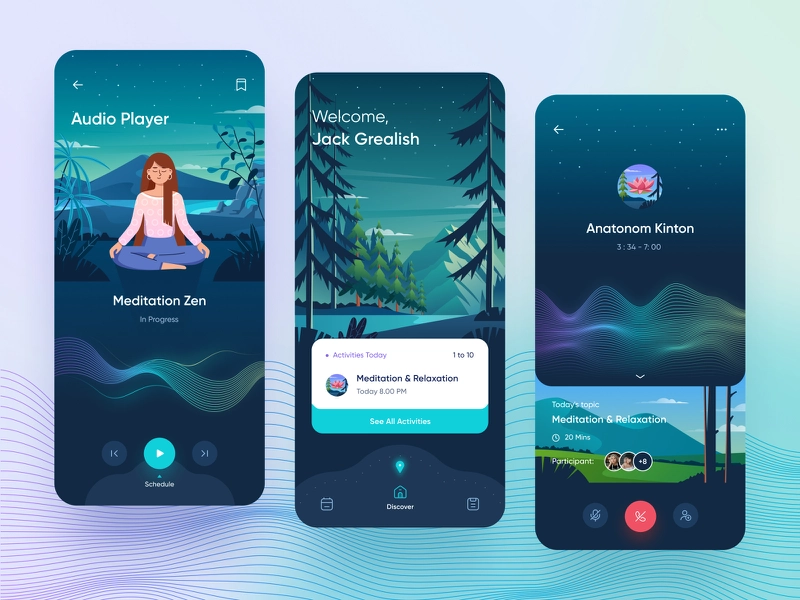 Audio Player
Meditation Zen
In Progress
Schedule
Welcome,
Jack Grealish
Activities Today
1 to 10
Meditation & Relaxation
Today 8.00 PM
See All Activities
Discover
Anatonom Kinton
3 : 34 - 7: 00
Today's topic
Meditation & Relaxation
20 Mins
Participant:
+8